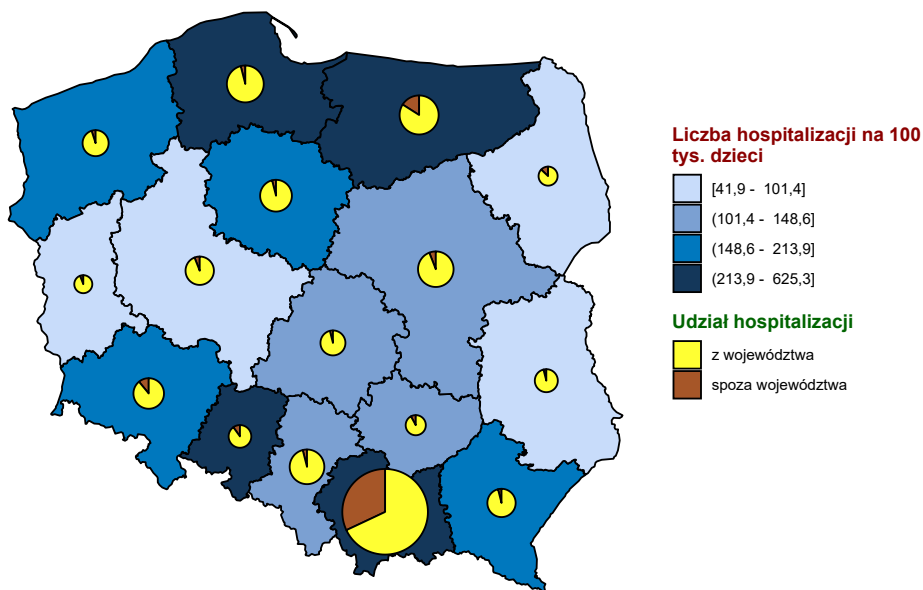 Liczba hospitalizacji na 100
tys. dzieci
[41,9 - 101,4]
(101,4 - 148,6]
(148,6 - 213,9]
(213,9 - 625,3]
Udział hospitalizacji
z województwa
spoza województwa